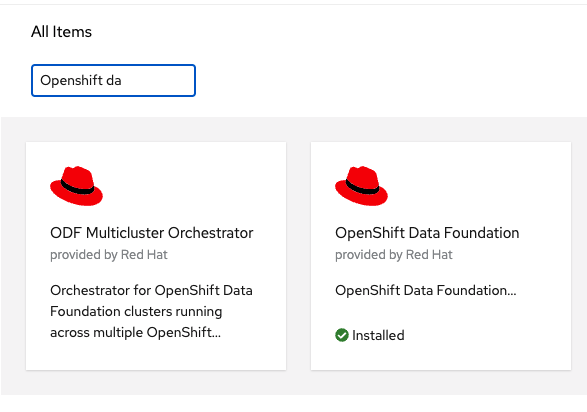 All Items
Openshift da
ODF Multicluster Orchestrator
provided by Red Hat
Orchestrator for OpenShift Data
Foundation clusters running
across multiple OpenShift...
OpenShift Data Foundation
provided by Red Hat
OpenShift Data Foundation...
Installed